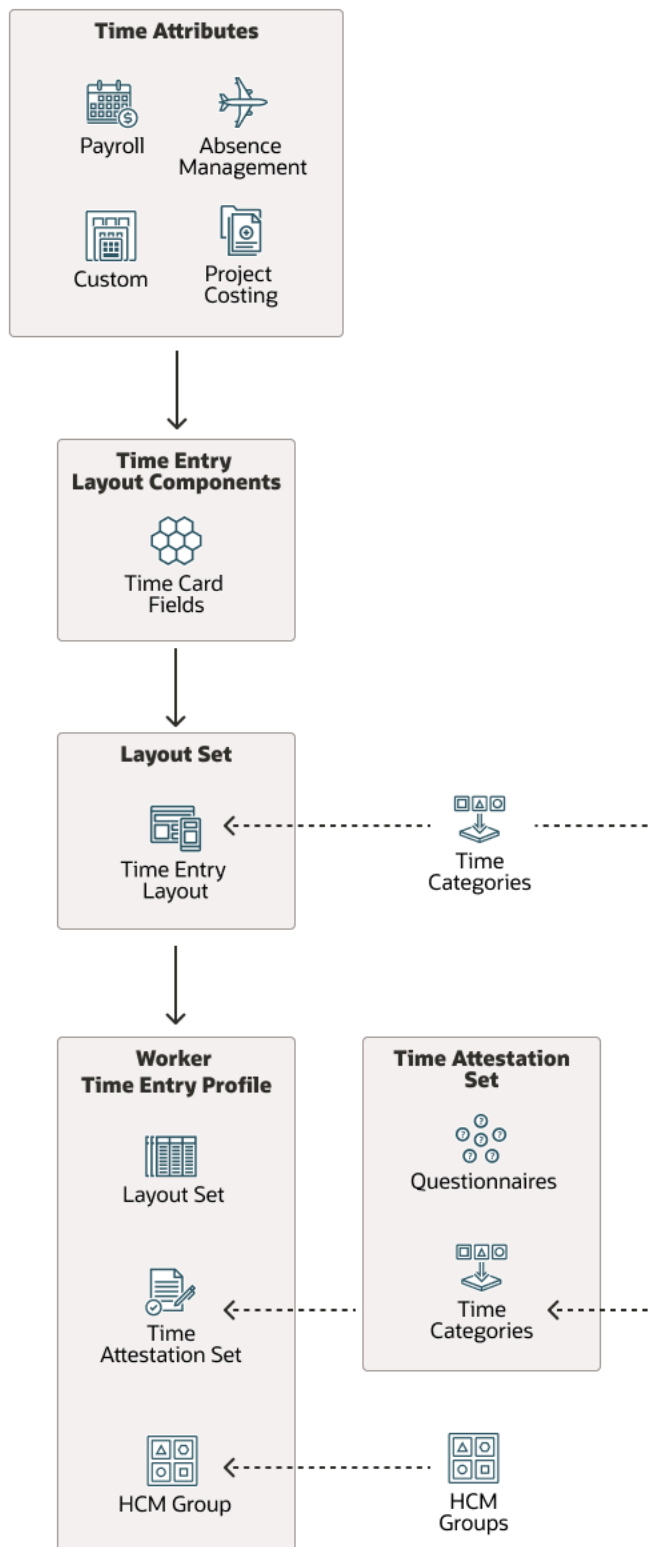 Time Attributes
Payroll
Absence
Management
Custom
Project
Costing
Time Entry
Layout Components
Time Card
Fields
Layout Set
Time Entry
Layout
Time
Categories
Worker
Time Entry Profile
Layout Set
Time
Attestation Set
HCM Group
Time Attestation
Set
Questionnaires
Time
Categories
HCM
Groups